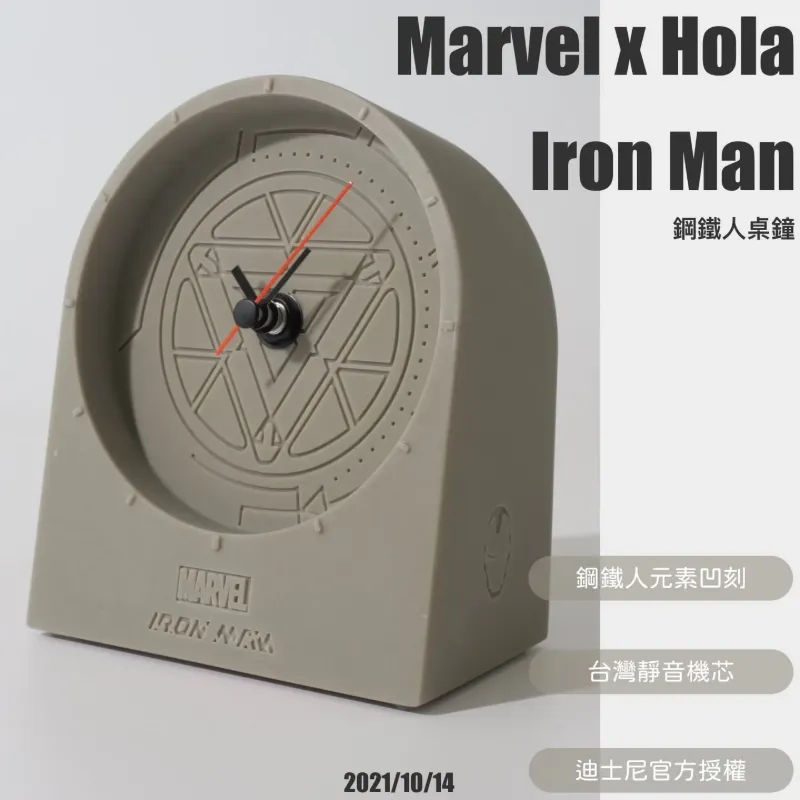 Marvel x Hola
Iron Man
鋼鐵人桌鐘
MARVEL
IRON MAN
鋼鐵人元素凹刻
台灣靜音機芯
迪士尼官方授權
2021/10/14